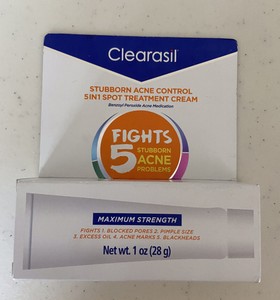 Clearasil®
STUBBORN ACNE CONTROL
5IN1 SPOT TREATMENT CREAM
Benzoyl Peroxide Acne Medication
FIGHTS
5 STUBBORN
ACNE
PROBLEMS
MAXIMUM STRENGTH
FIGHTS 1. BLOCKED PORES 2. PIMPLE SIZE
3. EXCESS OIL 4. ACNE MARKS 5. BLACKHEADS
Net wt. 1 oz (28 g)